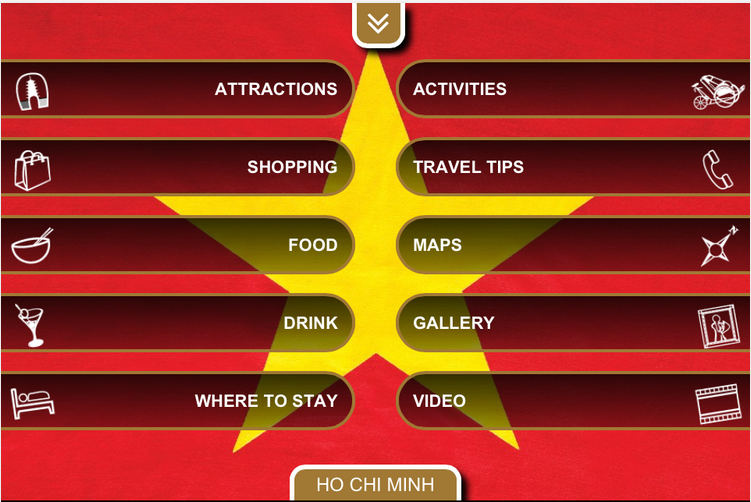 ATTRACTIONS
ACTIVITIES
SHOPPING
TRAVEL TIPS
FOOD
MAPS
N
DRINK
GALLERY
WHERE TO STAY
VIDEO
HO CHI MINH